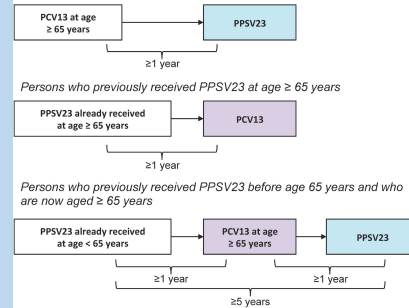 PCV13 at age
≥ 65 years
PPSV23
≥1 year
Persons who previously received PPSV23 at age ≥ 65 years
PPSV23 already received
at age ≥ 65 years
PCV13
≥1 year
Persons who previously received PPSV23 before age 65 years and who
are now aged ≥ 65 years
PPSV23 already received
at age < 65 years
PCV13 at age
≥ 65 years
PPSV23
≥1 year
≥1 year
≥5 years